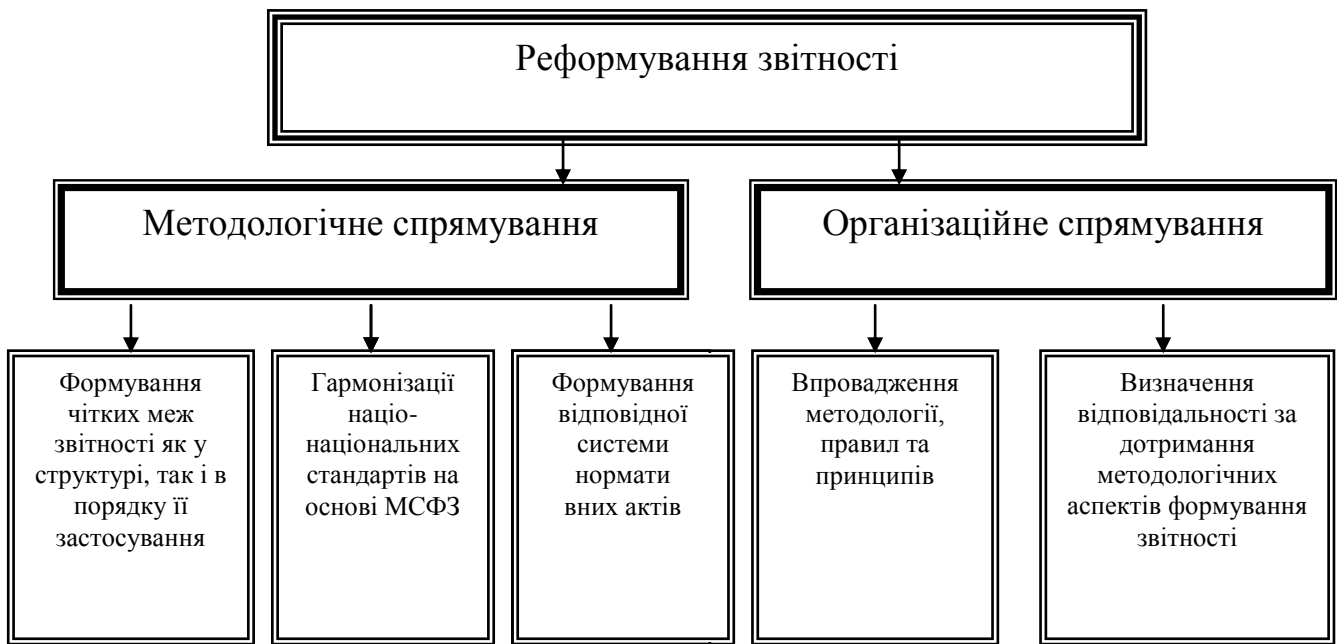 Реформування звітності
Методологічне спрямування
Організаційне спрямування
Формування
чітких меж
звітності як у
структурі, так і в
порядку її
застосування
Гармонізації
націо-
національних
стандартів на
основі МСФЗ
Формування
відповідної
системи
нормати
вних актів
Впровадження
методології,
правил та
принципів
Визначення
відповідальності за
дотримання
методологічних
аспектів формування
звітності